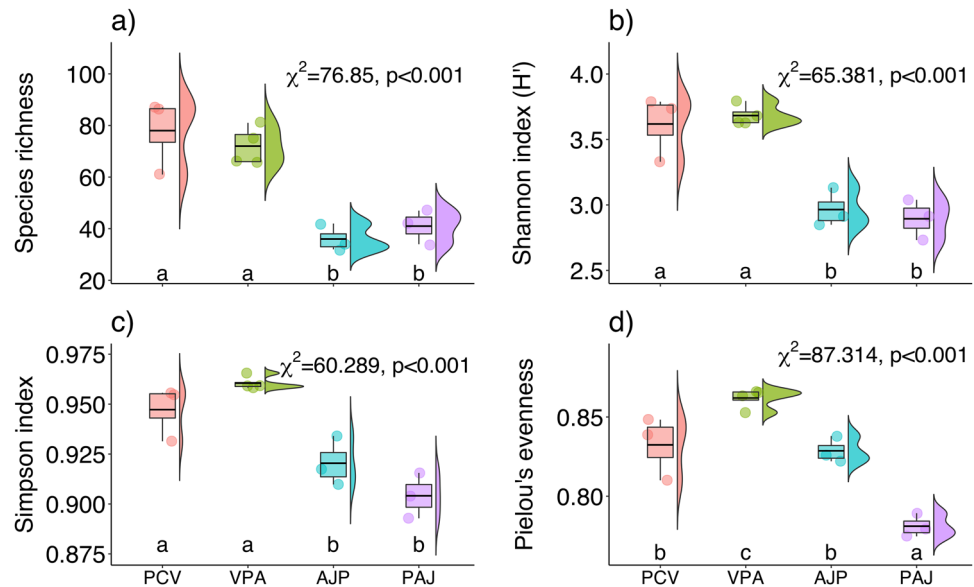 a)
Species richness
100
80
60
40
20
χ²=76.85, p<0.001
a a b b
b)
Shannon index (H')
4.0
3.5
3.0
2.5
χ²=65.381, p<0.001
a a b b
c)
Simpson index
0.975
0.950
0.925
0.900
0.875
χ²=60.289, p<0.001
a a b b
PCV VPA AJP PAJ
d)
Pielou's evenness
0.85
0.80
χ²=87.314, p<0.001
b c b a
PCV VPA AJP PAJ